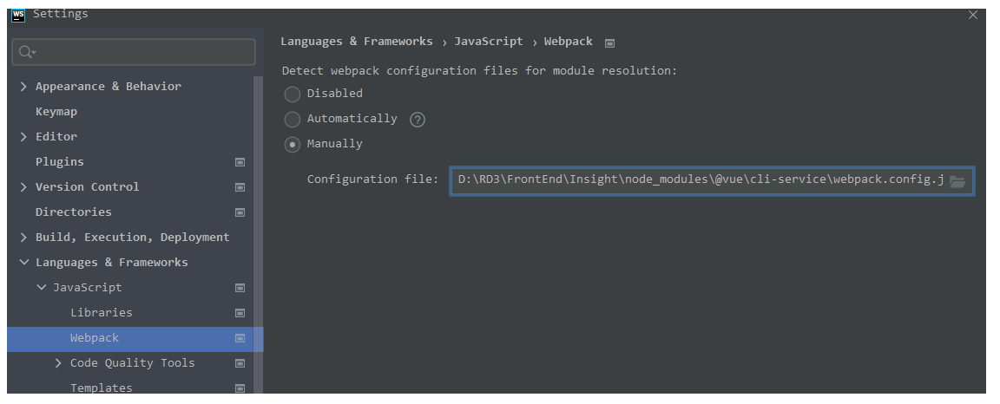 WS Settings
Languages & Frameworks › JavaScript › Webpack
Detect webpack configuration files for module resolution:
Disabled
Automatically ?
Manually
Configuration file: D:\RD3\FrontEnd\Insight\node_modules\@vue\cli-service\webpack.config.j
Appearance & Behavior
Keymap
Editor
Plugins
Version Control
Directories
Build, Execution, Deployment
Languages & Frameworks
JavaScript
Libraries
Webpack
Code Quality Tools
Templates